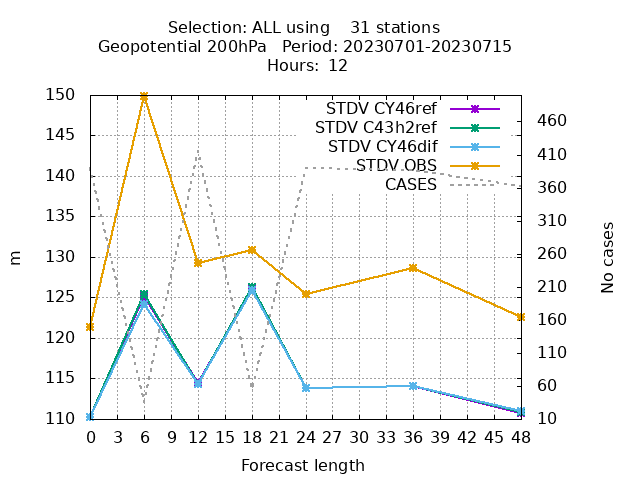 Selection: ALL using    31 stations
Geopotential 200hPa   Period: 20230701-20230715
Hours:  12
STDV CY46ref
STDV C43h2ref
STDV CY46dif
STDV OBS
CASES
m
150
145
140
135
130
125
120
115
110
No cases
460
410
360
310
260
210
160
110
60
10
0 3 6 9 12 15 18 21 24 27 30 33 36 39 42 45 48
Forecast length